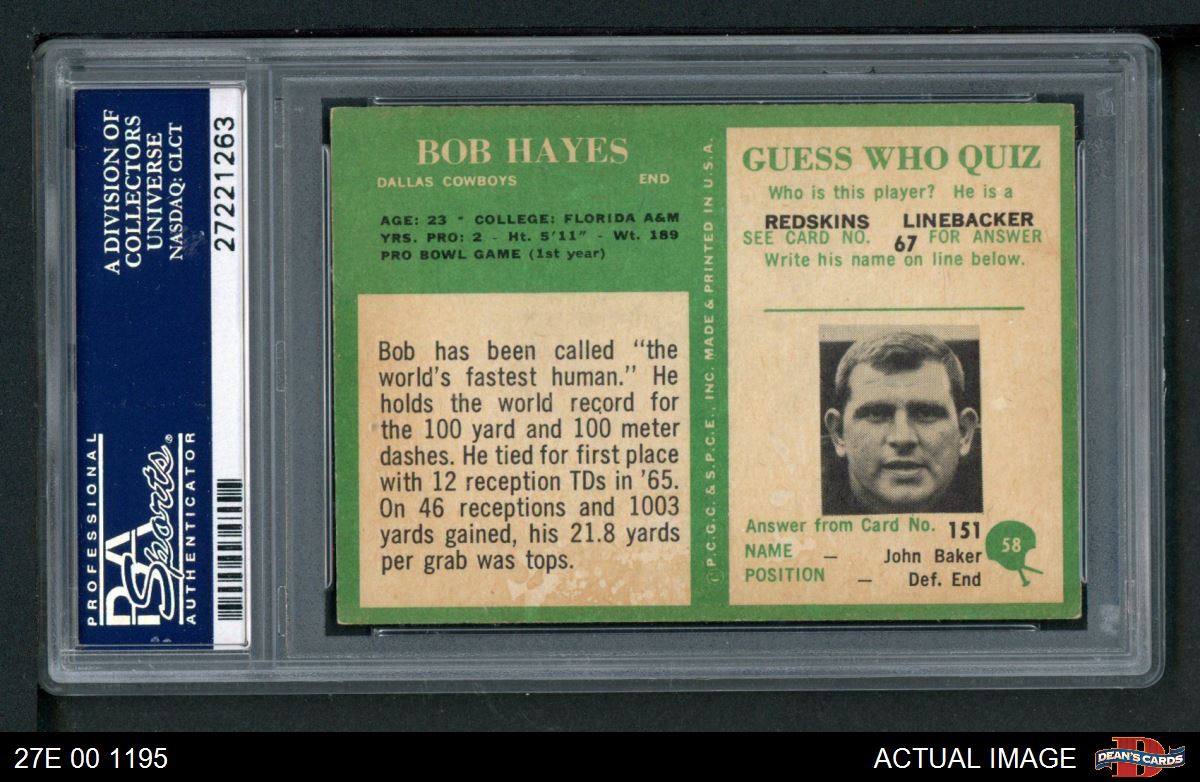 A DIVISION OF
COLLECTORS
UNIVERSE
NASDAQ: CLCT
27221263
PROFESSIONAL
PSA
Sports®
AUTHENTICATOR
BOB HAYES
DALLAS COWBOYS END
AGE: 23 - COLLEGE: FLORIDA A&M
YRS. PRO: 2 - Ht. 5'11" - Wt. 189
PRO BOWL GAME (1st year)
Bob has been called "the
world's fastest human." He
holds the world record for
the 100 yard and 100 meter
dashes. He tied for first place
with 12 reception TDs in '65.
On 46 receptions and 1003
yards gained, his 21.8 yards
per grab was tops.
©P.C.G.C. & S.P.C.E., INC. MADE & PRINTED IN U.S.A.
GUESS WHO QUIZ
Who is this player? He is a
REDSKINS LINEBACKER
SEE CARD NO. 67 FOR ANSWER
Write his name on line below.
Answer from Card No. 151
NAME — John Baker
POSITION — Def. End
58
27E 00 1195
ACTUAL IMAGE
D
DEAN'S CARDS